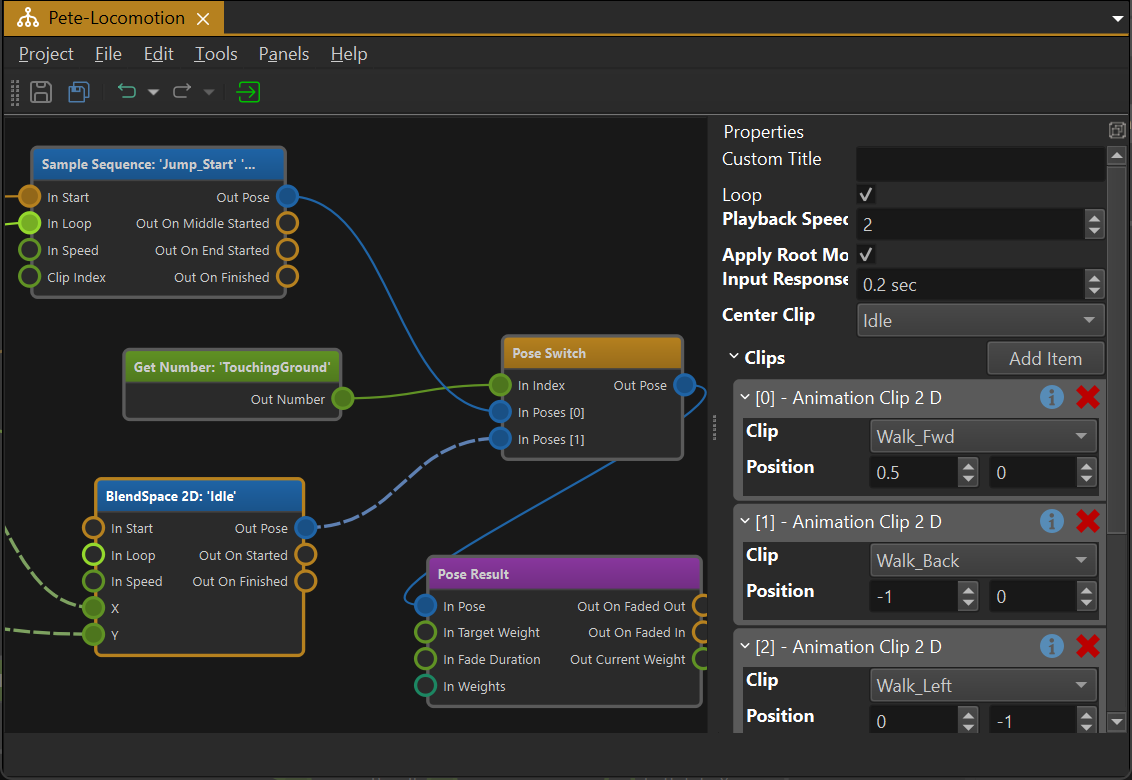 Pete-Locomotion
Project File Edit Tools Panels Help
Sample Sequence: 'Jump_Start' '...
In Start Out Pose
In Loop Out On Middle Started
In Speed Out On End Started
Clip Index Out On Finished
Get Number: 'TouchingGround'
Out Number
Pose Switch
In Index Out Pose
In Poses [0]
In Poses [1]
BlendSpace 2D: 'Idle'
In Start Out Pose
In Loop Out On Started
In Speed Out On Finished
X
Y
Pose Result
In Pose Out On Faded Out
In Target Weight Out On Faded In
In Fade Duration Out Current Weight
In Weights
Properties
Custom Title
Loop
Playback Speed 2
Apply Root Mo
Input Response 0.2 sec
Center Clip Idle
Clips Add Item
[0] - Animation Clip 2 D
Clip Walk_Fwd
Position 0.5 0
[1] - Animation Clip 2 D
Clip Walk_Back
Position -1 0
[2] - Animation Clip 2 D
Clip Walk_Left
Position 0 -1